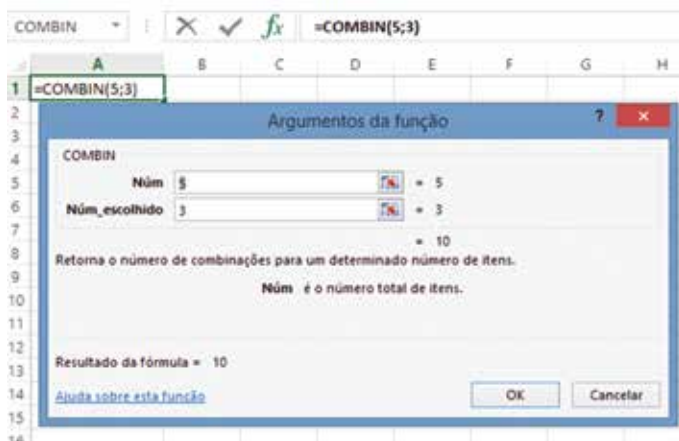 COMBIN =COMBIN(5;3)
A B C D E F G H
1 =COMBIN(5;3)
2
Argumentos da função ?
3
4 COMBIN
5 Núm 5 = 5
6 Núm_escolhido 3 = 3
7 = 10
8 Retorna o número de combinações para um determinado número de itens.
9 Núm é o número total de itens.
10
11
12
13 Resultado da fórmula = 10
14 Ajuda sobre esta função OK Cancelar
15
16